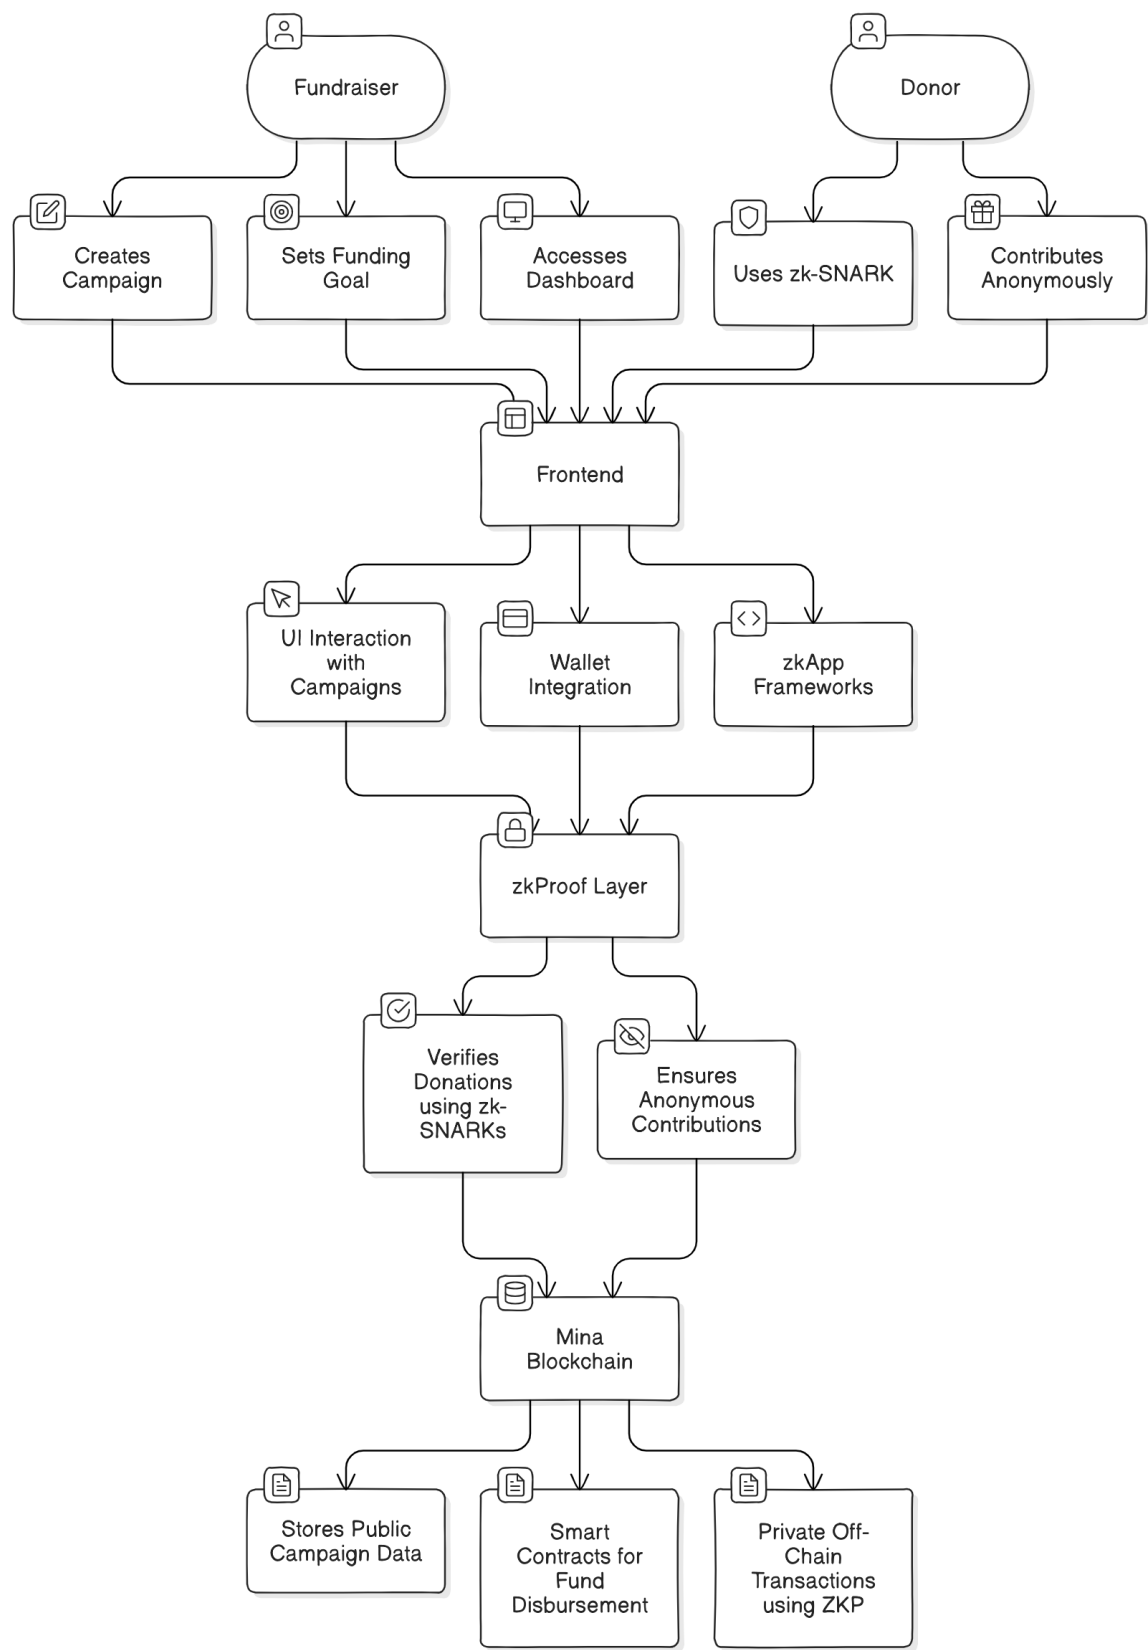 Fundraiser
Donor
Creates
Campaign
Sets Funding
Goal
Accesses
Dashboard
Uses zk-SNARK
Contributes
Anonymously
Frontend
UI Interaction
with
Campaigns
Wallet
Integration
zkApp
Frameworks
zkProof Layer
Verifies
Donations
using zk-
SNARKs
Ensures
Anonymous
Contributions
Mina
Blockchain
Stores Public
Campaign Data
Smart
Contracts for
Fund
Disbursement
Private Off-
Chain
Transactions
using ZKP